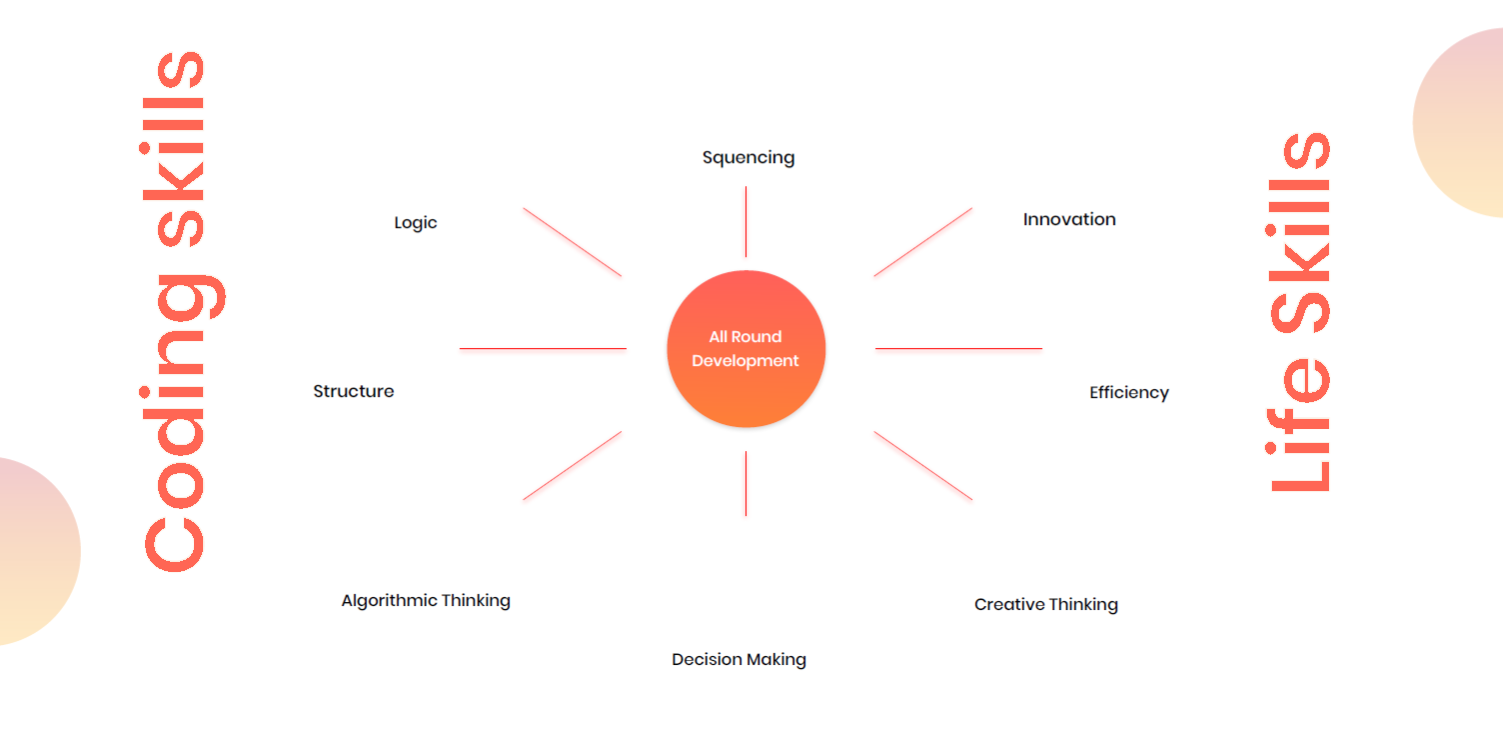 Coding skills
Squencing
Logic
Innovation
All Round
Development
Structure
Efficiency
Algorithmic Thinking
Creative Thinking
Decision Making
Life Skills